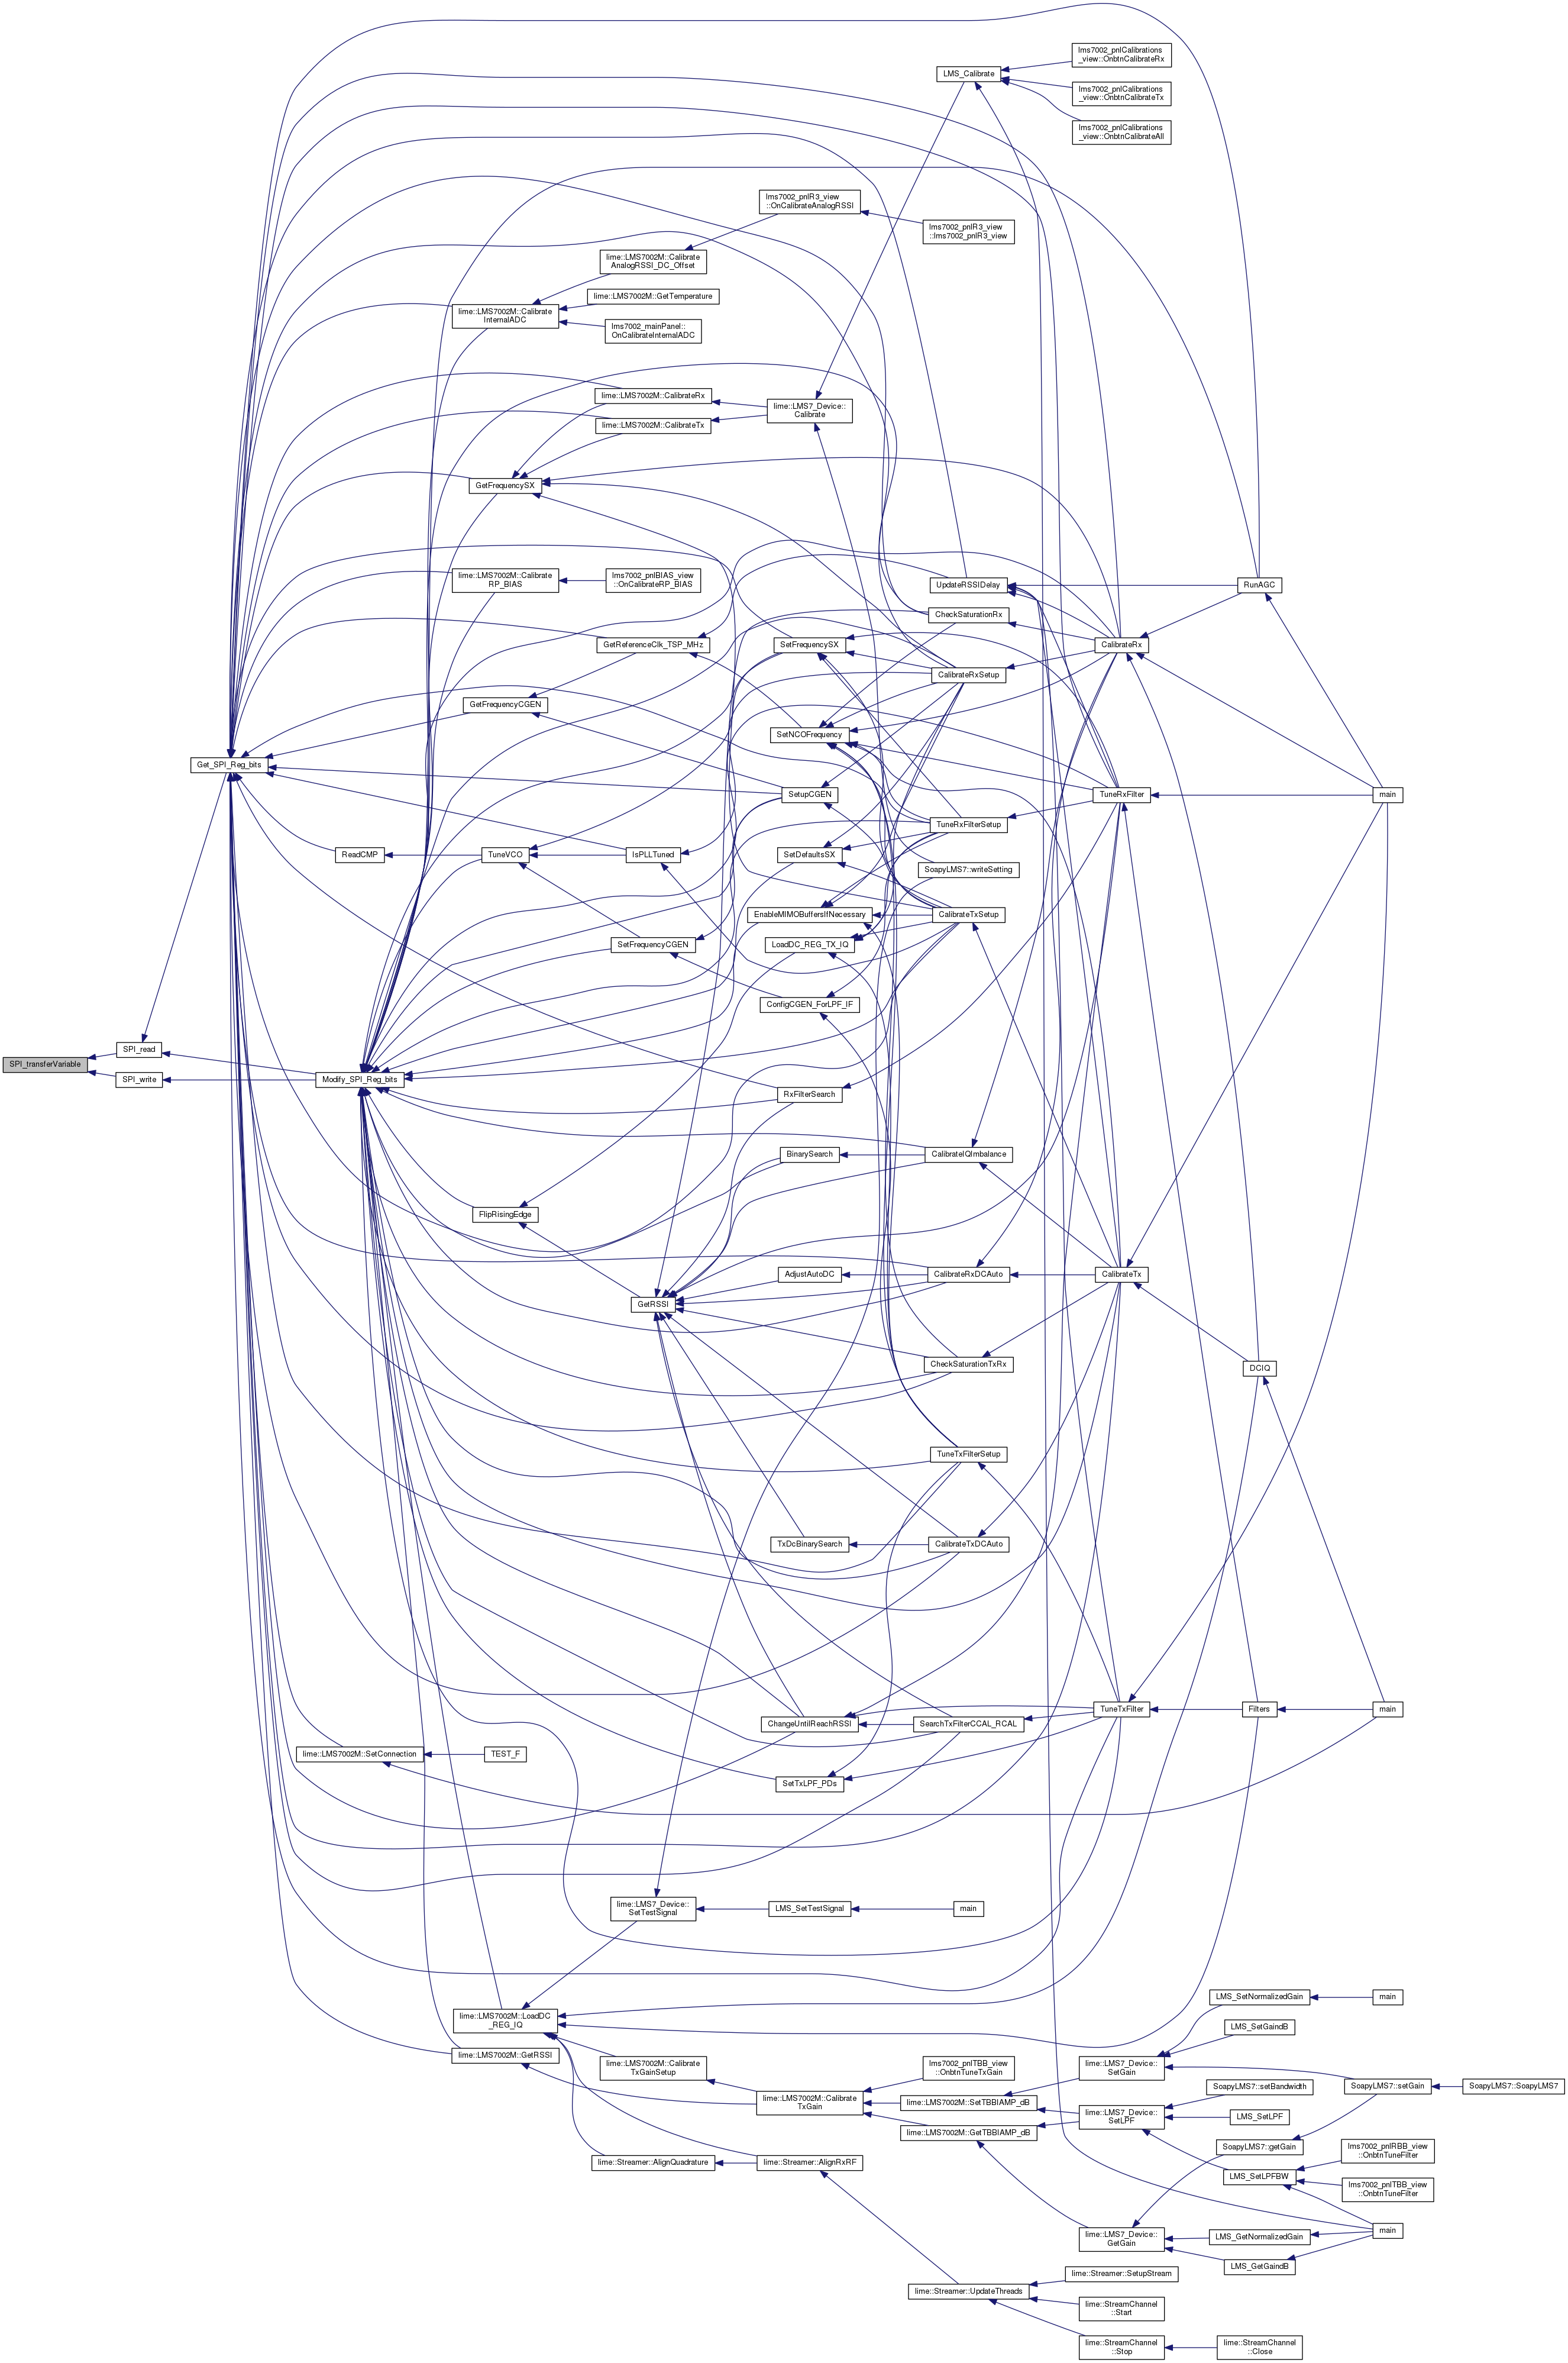 LMS_Calibrate
lms7002_pnlCalibrations
_view::OnbtnCalibrateRx
lms7002_pnlCalibrations
_view::OnbtnCalibrateTx
lms7002_pnlCalibrations
_view::OnbtnCalibrateAll
lms7002_pnlR3_view
::OnCalibrateAnalogRSSI
lms7002_pnlR3_view
::lms7002_pnlR3_view
lime::LMS7002M::Calibrate
AnalogRSSI_DC_Offset
lime::LMS7002M::GetTemperature
lime::LMS7002M::Calibrate
InternalADC
lms7002_mainPanel::
OnCalibrateInternalADC
lime::LMS7002M::CalibrateRx
lime::LMS7_Device::
Calibrate
lime::LMS7002M::CalibrateTx
GetFrequencySX
lime::LMS7002M::Calibrate
RP_BIAS
lms7002_pnlBIAS_view
::OnCalibrateRP_BIAS
UpdateRSSIDelay
RunAGC
CheckSaturationRx
GetReferenceClk_TSP_MHz
SetFrequencySX
CalibrateRx
CalibrateRxSetup
GetFrequencyCGEN
SetNCOFrequency
Get_SPI_Reg_bits
SetupCGEN
TuneRxFilter
main
TuneRxFilterSetup
ReadCMP
TuneVCO
IsPLLTuned
SetDefaultsSX
SoapyLMS7::writeSetting
EnableMIMOBuffersIfNecessary
CalibrateTxSetup
SetFrequencyCGEN
LoadDC_REG_TX_IQ
ConfigCGEN_ForLPF_IF
SPI_transferVariable
SPI_read
SPI_write
Modify_SPI_Reg_bits
RxFilterSearch
BinarySearch
CalibrateIQImbalance
FlipRisingEdge
AdjustAutoDC
CalibrateRxDCAuto
CalibrateTx
GetRSSI
CheckSaturationTxRx
DCIQ
TuneTxFilterSetup
TxDcBinarySearch
CalibrateTxDCAuto
ChangeUntilReachRSSI
SearchTxFilterCCAL_RCAL
TuneTxFilter
Filters
main
lime::LMS7002M::SetConnection
TEST_F
SetTxLPF_PDs
lime::LMS7_Device::
SetTestSignal
LMS_SetTestSignal
main
lime::LMS7002M::LoadDC
_REG_IQ
lime::LMS7002M::GetRSSI
lime::LMS7002M::Calibrate
TxGainSetup
lime::LMS7002M::Calibrate
TxGain
lms7002_pnlTBB_view
::OnbtnTuneTxGain
lime::LMS7002M::SetTBBIAMP_dB
lime::LMS7002M::GetTBBIAMP_dB
lime::LMS7_Device::
SetGain
LMS_SetNormalizedGain
main
LMS_SetGaindB
SoapyLMS7::setGain
SoapyLMS7::SoapyLMS7
lime::LMS7_Device::
SetLPF
SoapyLMS7::setBandwidth
LMS_SetLPF
SoapyLMS7::getGain
LMS_SetLPFBW
lms7002_pnlRBB_view
::OnbtnTuneFilter
lms7002_pnlTBB_view
::OnbtnTuneFilter
lime::Streamer::AlignQuadrature
lime::Streamer::AlignRxRF
lime::LMS7_Device::
GetGain
LMS_GetNormalizedGain
main
LMS_GetGaindB
lime::Streamer::UpdateThreads
lime::Streamer::SetupStream
lime::StreamChannel
::Start
lime::StreamChannel
::Stop
lime::StreamChannel
::Close